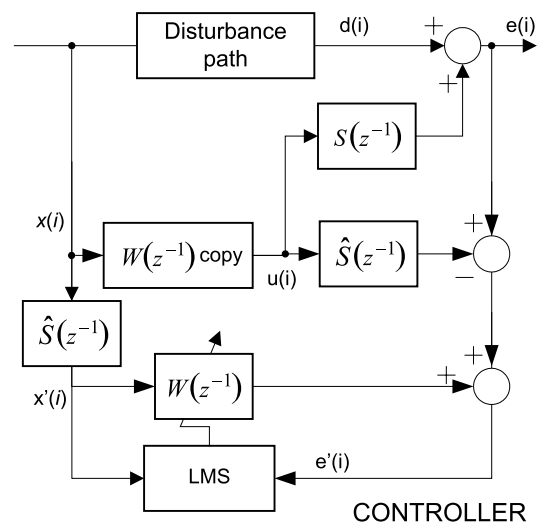 Disturbance
path
d(i)
+
e(i)
+
S(z⁻¹)
x(i)
+
W(z⁻¹) copy
u(i)
Ŝ(z⁻¹)
−
Ŝ(z⁻¹)
+
x'(i)
W(z⁻¹)
+
LMS
e'(i)
CONTROLLER